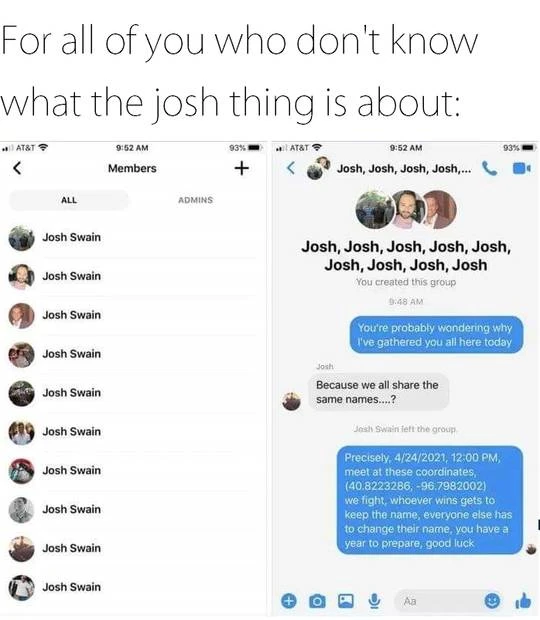 For all of you who don't know
what the josh thing is about:
AT&T 9:52 AM 93%
Members +
ALL ADMINS
Josh Swain
Josh Swain
Josh Swain
Josh Swain
Josh Swain
Josh Swain
Josh Swain
Josh Swain
Josh Swain
Josh Swain
AT&T 9:52 AM 93%
Josh, Josh, Josh, Josh,...
Josh, Josh, Josh, Josh, Josh,
Josh, Josh, Josh, Josh
You created this group
9:48 AM
You're probably wondering why
I've gathered you all here today
Josh
Because we all share the
same names....?
Josh Swain left the group.
Precisely, 4/24/2021, 12:00 PM,
meet at these coordinates,
(40.8223286, -96.7982002)
we fight, whoever wins gets to
keep the name, everyone else has
to change their name, you have a
year to prepare, good luck
Aa